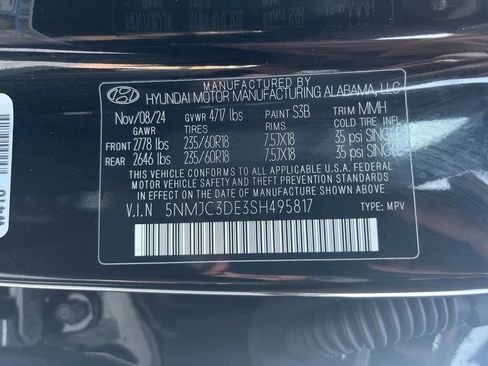 MANUFACTURED BY
HYUNDAI MOTOR MANUFACTURING ALABAMA, LLC
Nov/08/24 GVWR 4717 lbs PAINT S3B TRIM MMH
GAWR TIRES RIMS COLD TIRE INFL
FRONT 2778 lbs 235/60R18 7.5JX18 35 psi SINGLE
REAR 2646 lbs 235/60R18 7.5JX18 35 psi SINGLE
THIS VEHICLE CONFORMS TO ALL APPLICABLE U.S.A. FEDERAL
MOTOR VEHICLE SAFETY, BUMPER, AND THEFT PREVENTION STANDARDS
IN EFFECT ON THE DATE OF MANUFACTURE SHOWN ABOVE.
V.I.N 5NMJC3DE3SH495817 TYPE: MPV